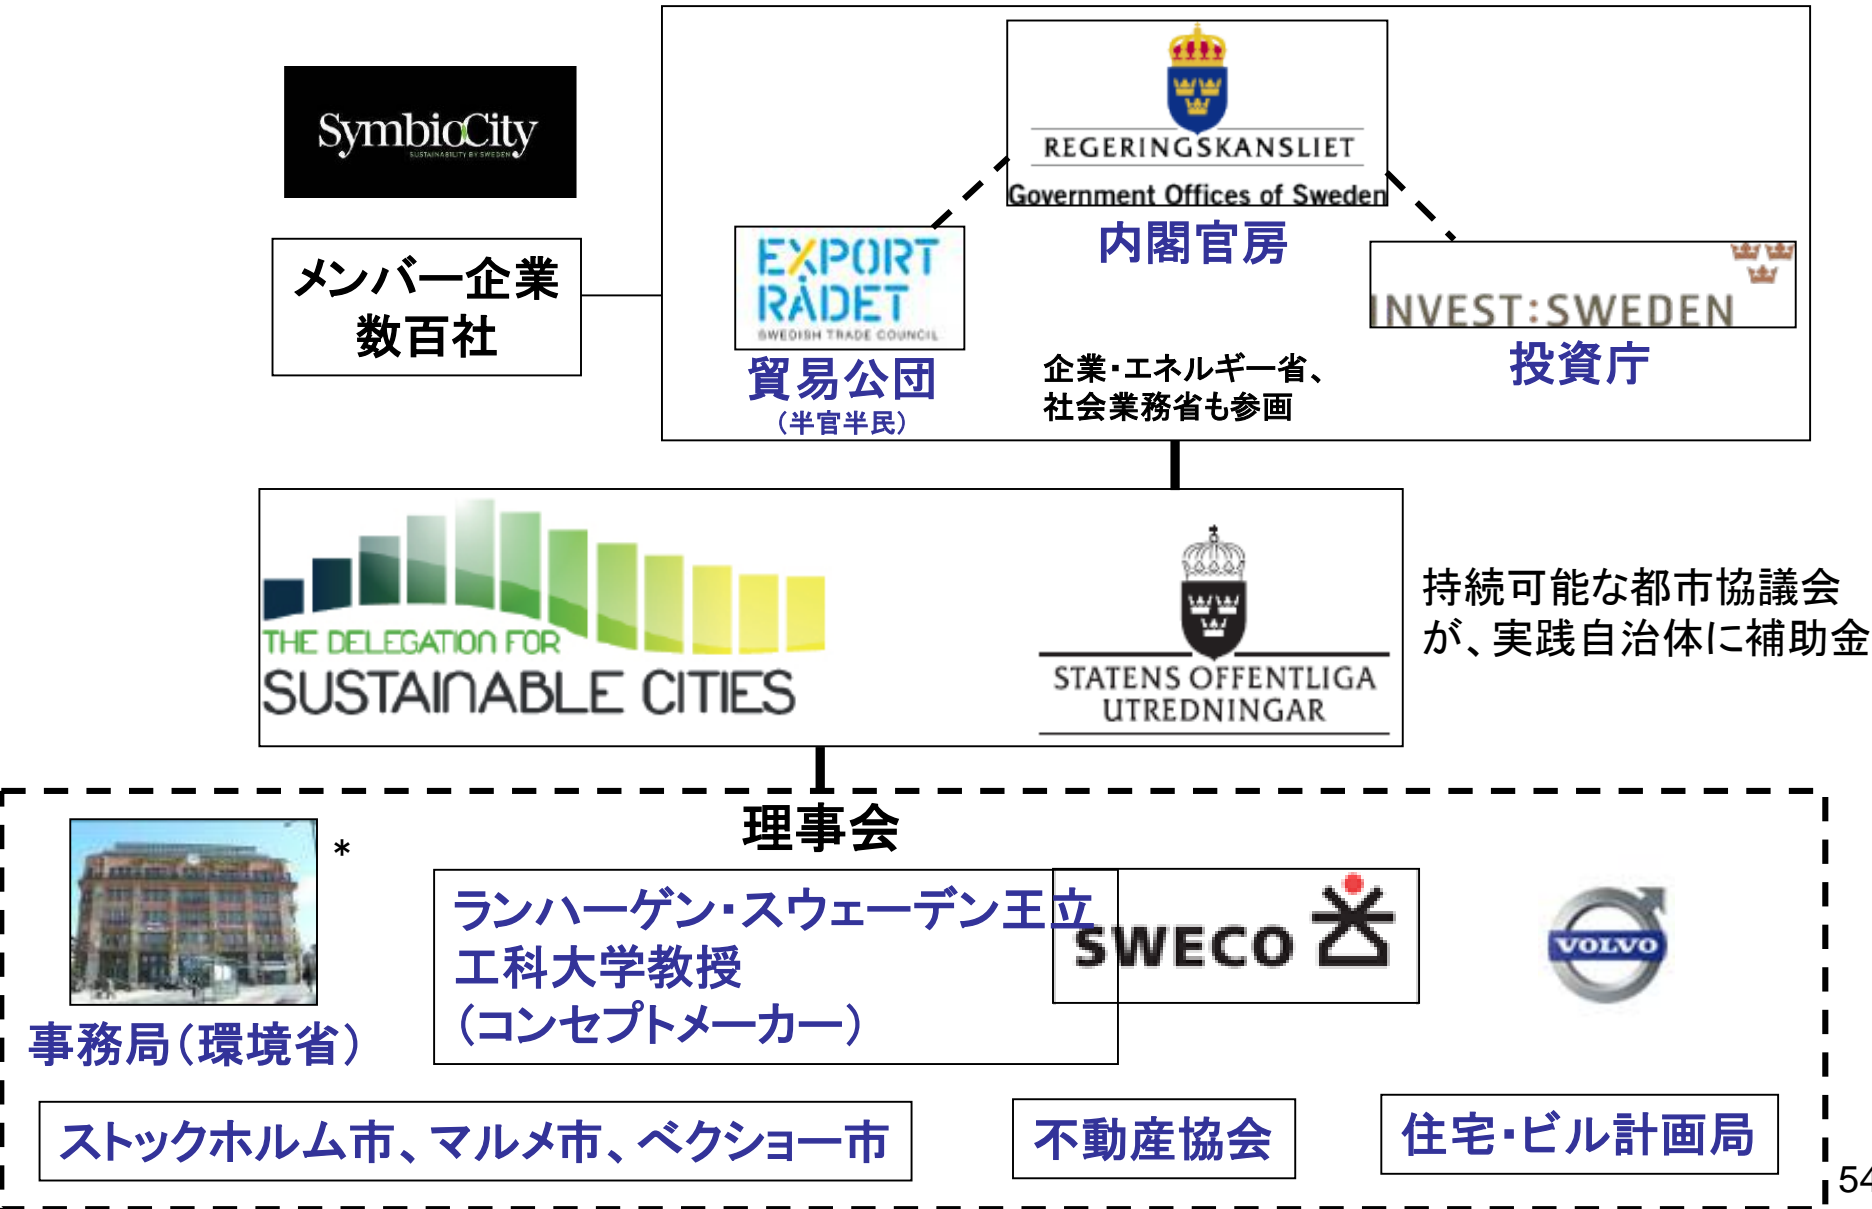 SymbioCity
SUSTAINABILITY BY SWEDEN
メンバー企業
数百社
REGERINGSKANSLIET
Government Offices of Sweden
内閣官房
EXPORT
RÅDET
SWEDISH TRADE COUNCIL
貿易公団
（半官半民）
INVEST:SWEDEN
投資庁
企業・エネルギー省、
社会業務省も参画
THE DELEGATION FOR
SUSTAINABLE CITIES
STATENS OFFENTLIGA
UTREDNINGAR
持続可能な都市協議会
が、実践自治体に補助金
理事会
*
事務局（環境省）
ランハーゲン・スウェーデン王立
工科大学教授
（コンセプトメーカー）
SWECO
VOLVO
ストックホルム市、マルメ市、ベクショー市
不動産協会
住宅・ビル計画局
54